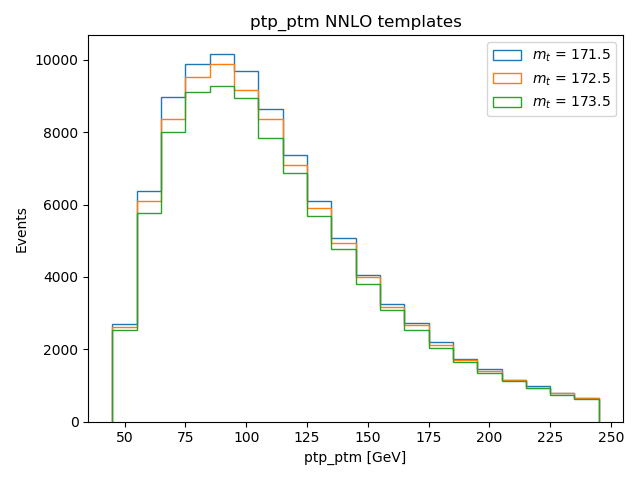 ptp_ptm NNLO templates
m_t = 171.5
m_t = 172.5
m_t = 173.5
Events
10000
8000
6000
4000
2000
0
50 75 100 125 150 175 200 225 250
ptp_ptm [GeV]